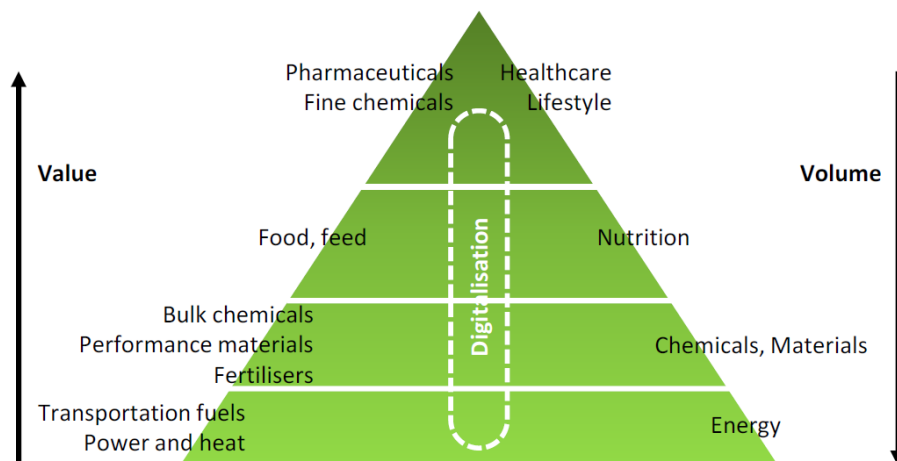 Pharmaceuticals
Fine chemicals
Healthcare
Lifestyle
Value
Volume
Food, feed
Digitalisation
Nutrition
Bulk chemicals
Performance materials
Fertilisers
Chemicals, Materials
Transportation fuels
Power and heat
Energy